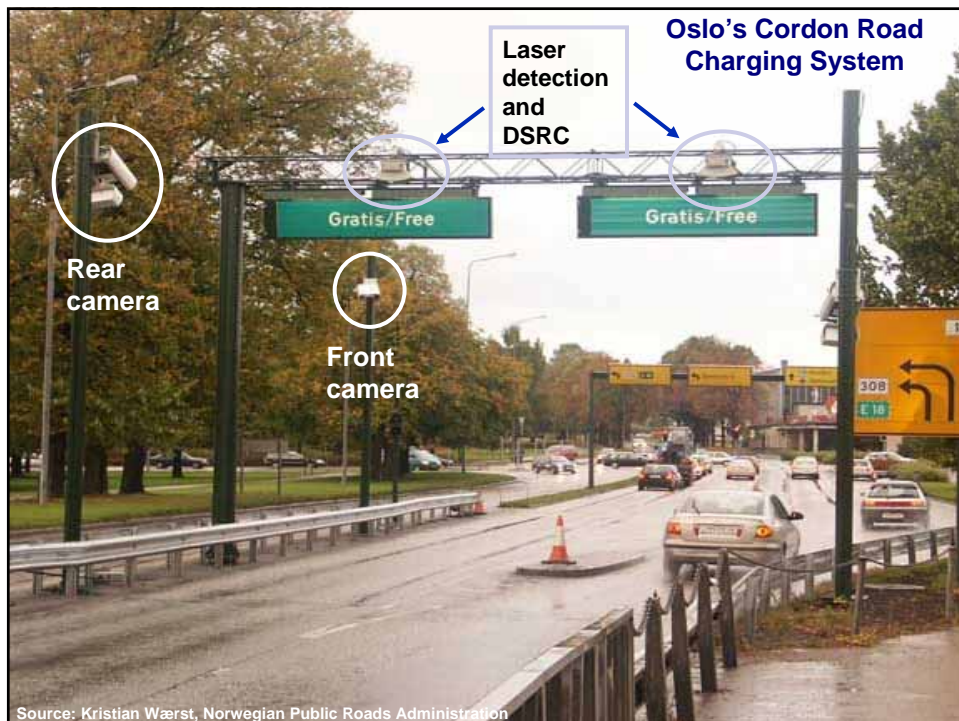 Oslo's Cordon Road
Charging System
Laser
detection
and
DSRC
Rear
camera
Front
camera
Gratis/Free
Gratis/Free
308
E 18
Source: Kristian Wærst, Norwegian Public Roads Administration